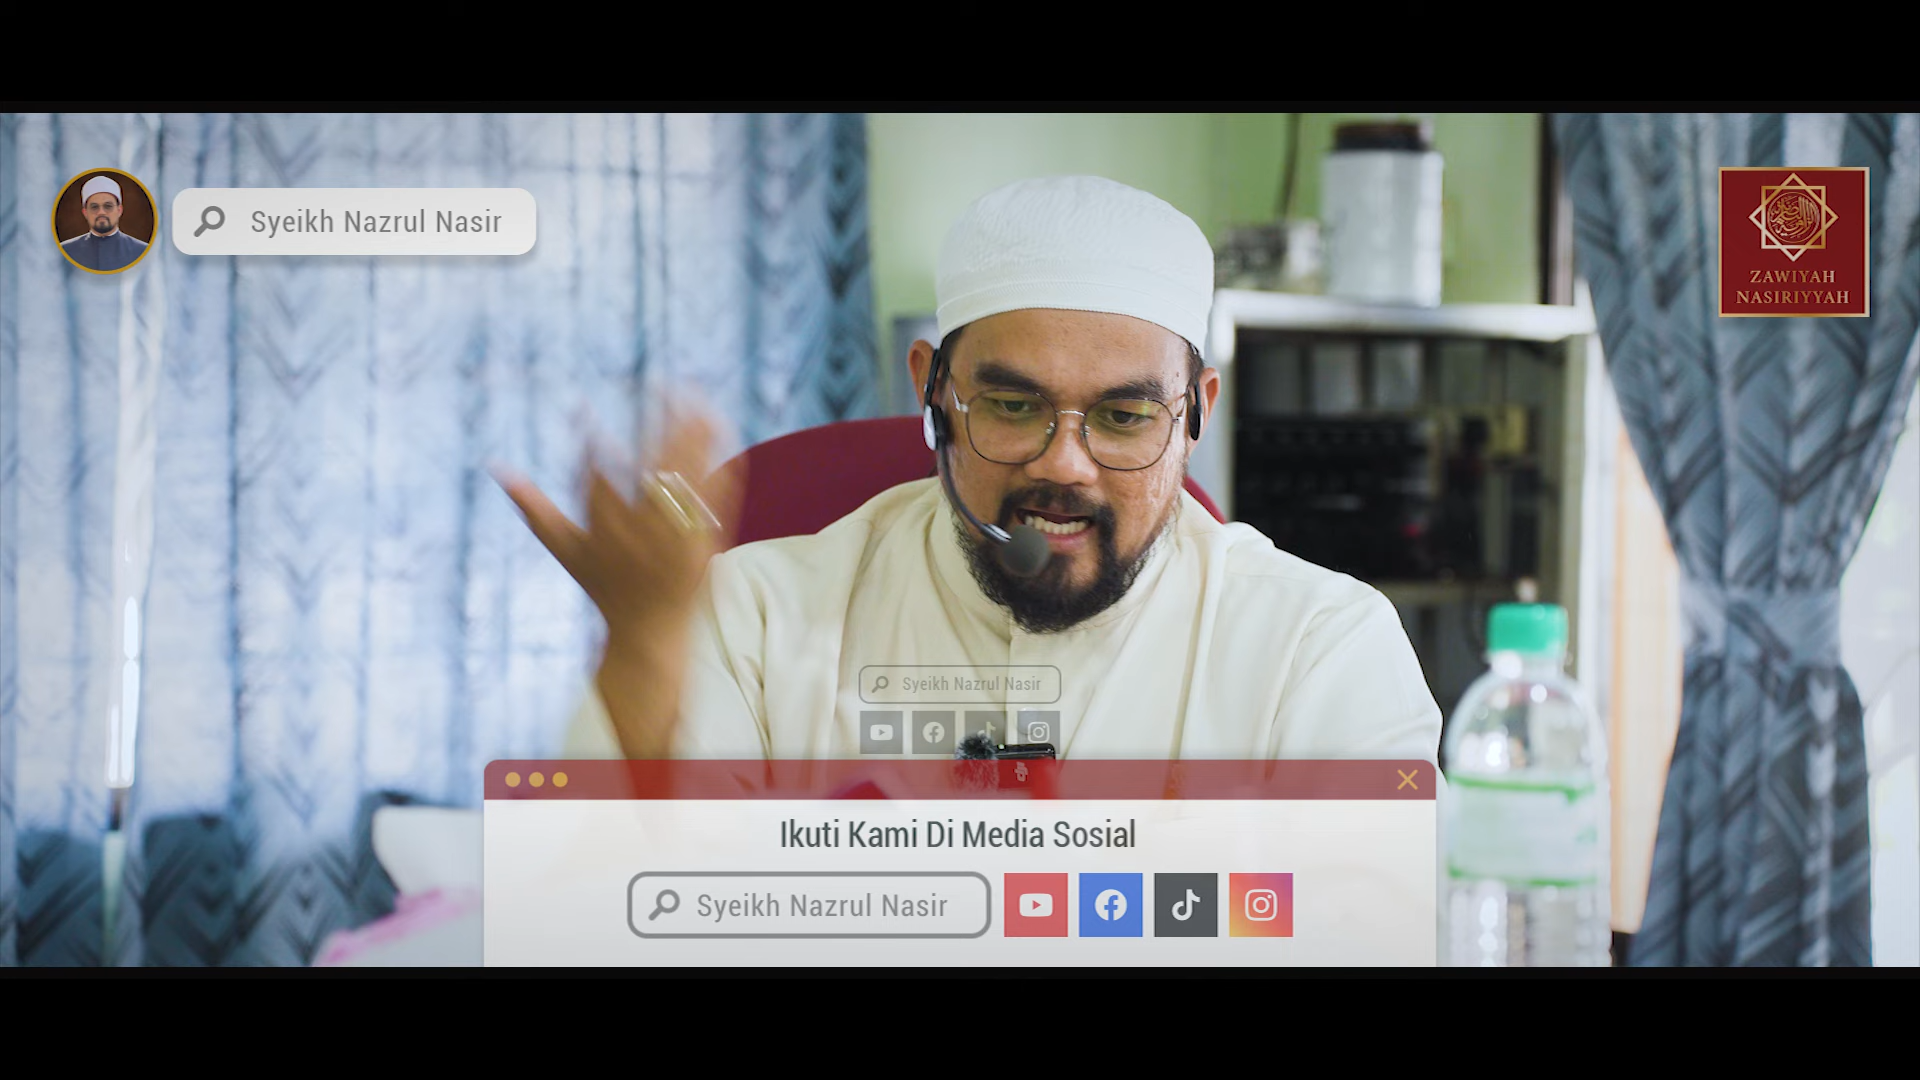 Syeikh Nazrul Nasir
ZAWIYAH
NASIRIYYAH
Syeikh Nazrul Nasir
Ikuti Kami Di Media Sosial
Syeikh Nazrul Nasir